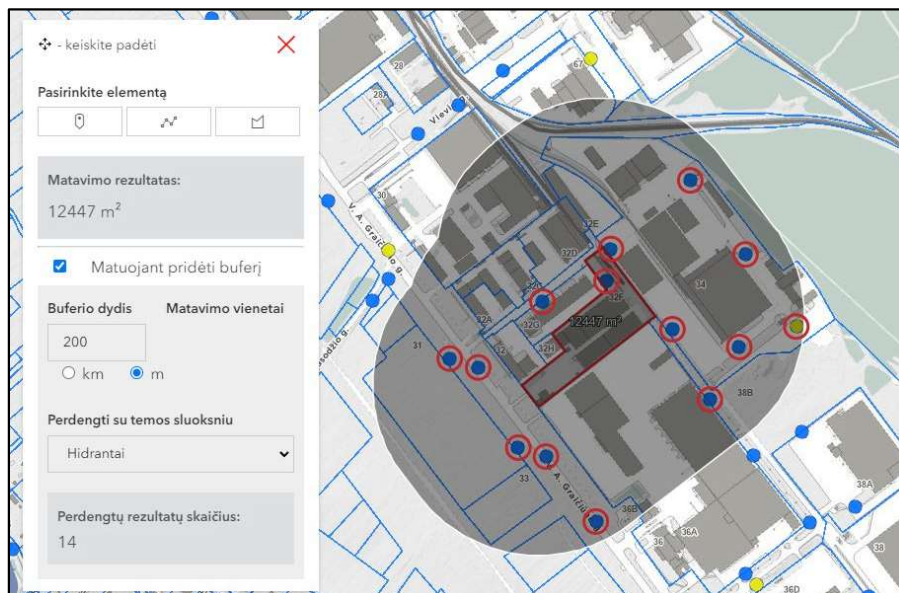 - keiskite padėti
Pasirinkite elementą
Matavimo rezultatas:
12447 m²
Matuojant pridėti buferį
Buferio dydis
Matavimo vienetai
200
km
m
Perdengti su temos sluoksniu
Hidrantai
Perdengtų rezultatų skaičius:
14
28
28A
67
30
V. A. Graičiūno g.
32E
32D
32C
32F
34
32A
32G
12447 m²
32H
31
32
38B
33
36B
36
36A
38A
38
36D